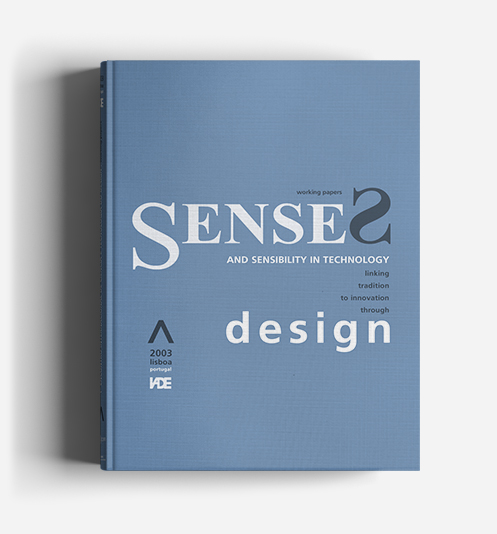 working papers
SENSES
AND SENSIBILITY IN TECHNOLOGY
linking
tradition
to innovation
through
design
2003
lisboa
portugal
IADE